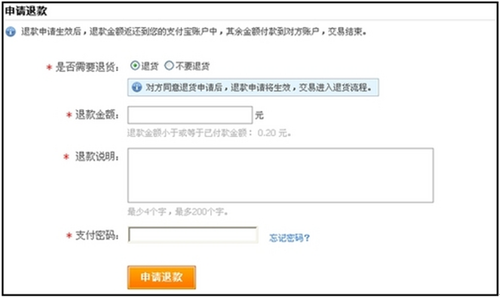 申请退款
退款申请生效后，退款金额返还到您的支付宝账户中，其余金额付款到对方账户，交易结束。
* 是否需要退货： 退货 不要退货
对方同意退货申请后，退款申请将生效，交易进入退货流程。
* 退款金额： 元
退款金额小于或等于已付款金额： 0.20 元。
* 退款说明：
最少4个字，最多200个字。
* 支付密码： 忘记密码？
申请退款